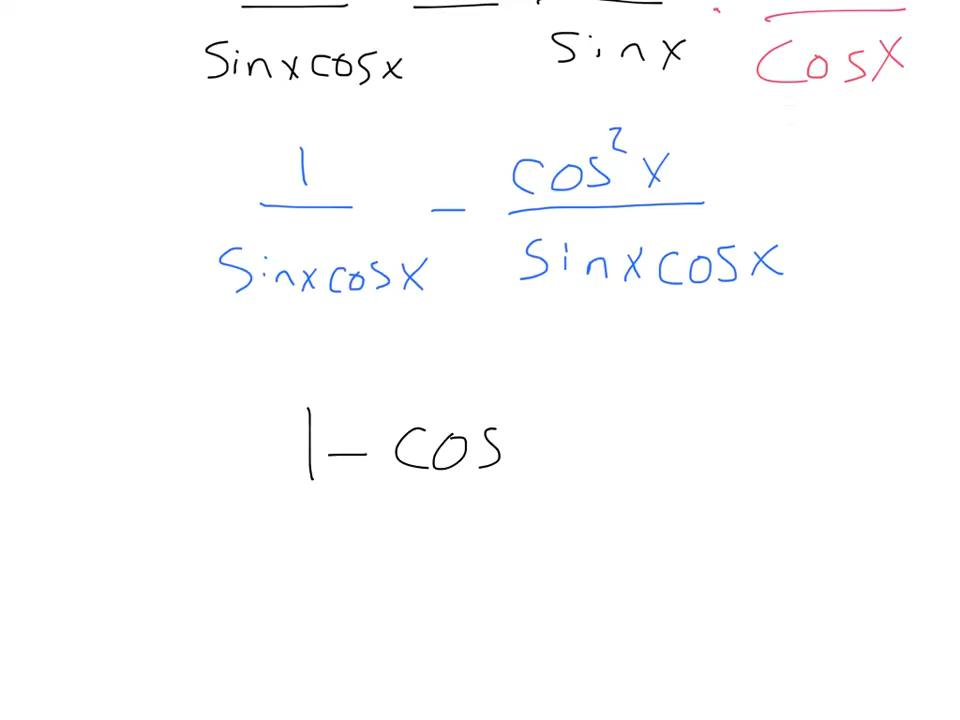 sinxcosx sinx · cosx
1 - cos²x
sinxcosx sinxcosx
1 - cos